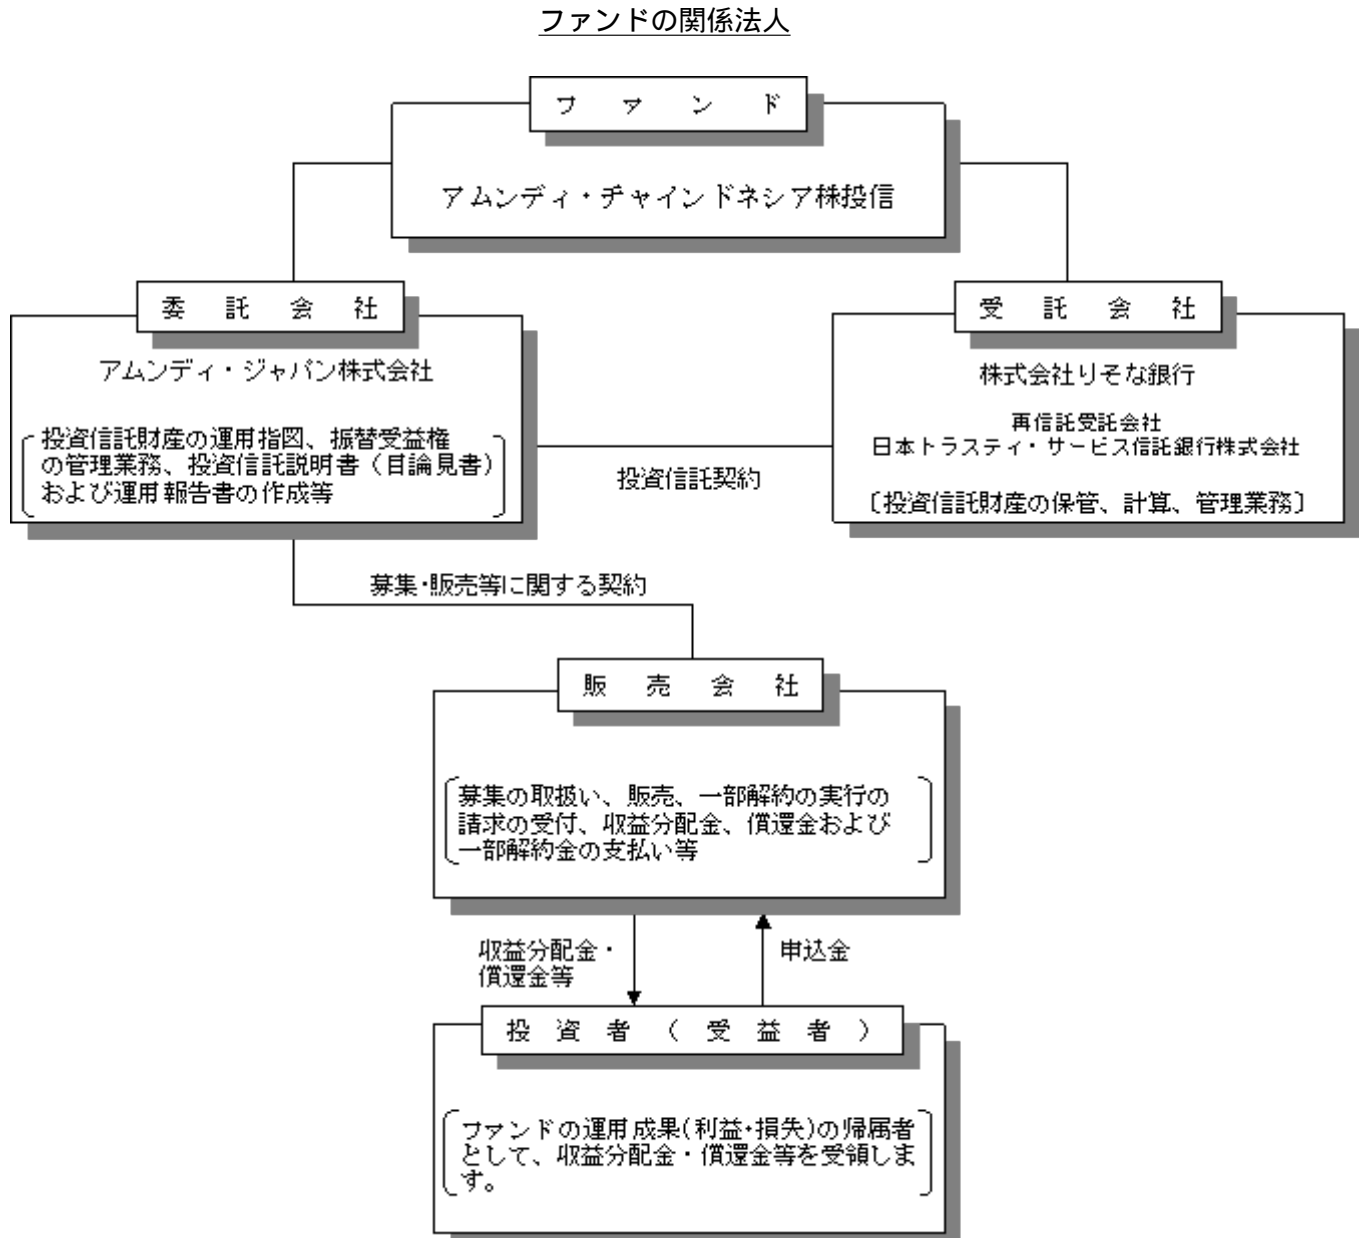 ファンドの関係法人
ファンド
アムンディ・チャインドネシア株投信
委託会社
アムンディ・ジャパン株式会社
投資信託財産の運用指図、振替受益権
の管理業務、投資信託説明書（目論見書）
および運用報告書の作成等
投資信託契約
受託会社
株式会社りそな銀行
再信託受託会社
日本トラスティ・サービス信託銀行株式会社
〔投資信託財産の保管、計算、管理業務〕
募集・販売等に関する契約
販売会社
募集の取扱い、販売、一部解約の実行の
請求の受付、収益分配金、償還金および
一部解約金の支払い等
収益分配金・
償還金等
申込金
投資者（受益者）
ファンドの運用成果(利益・損失)の帰属者
として、収益分配金・償還金等を受領しま
す。